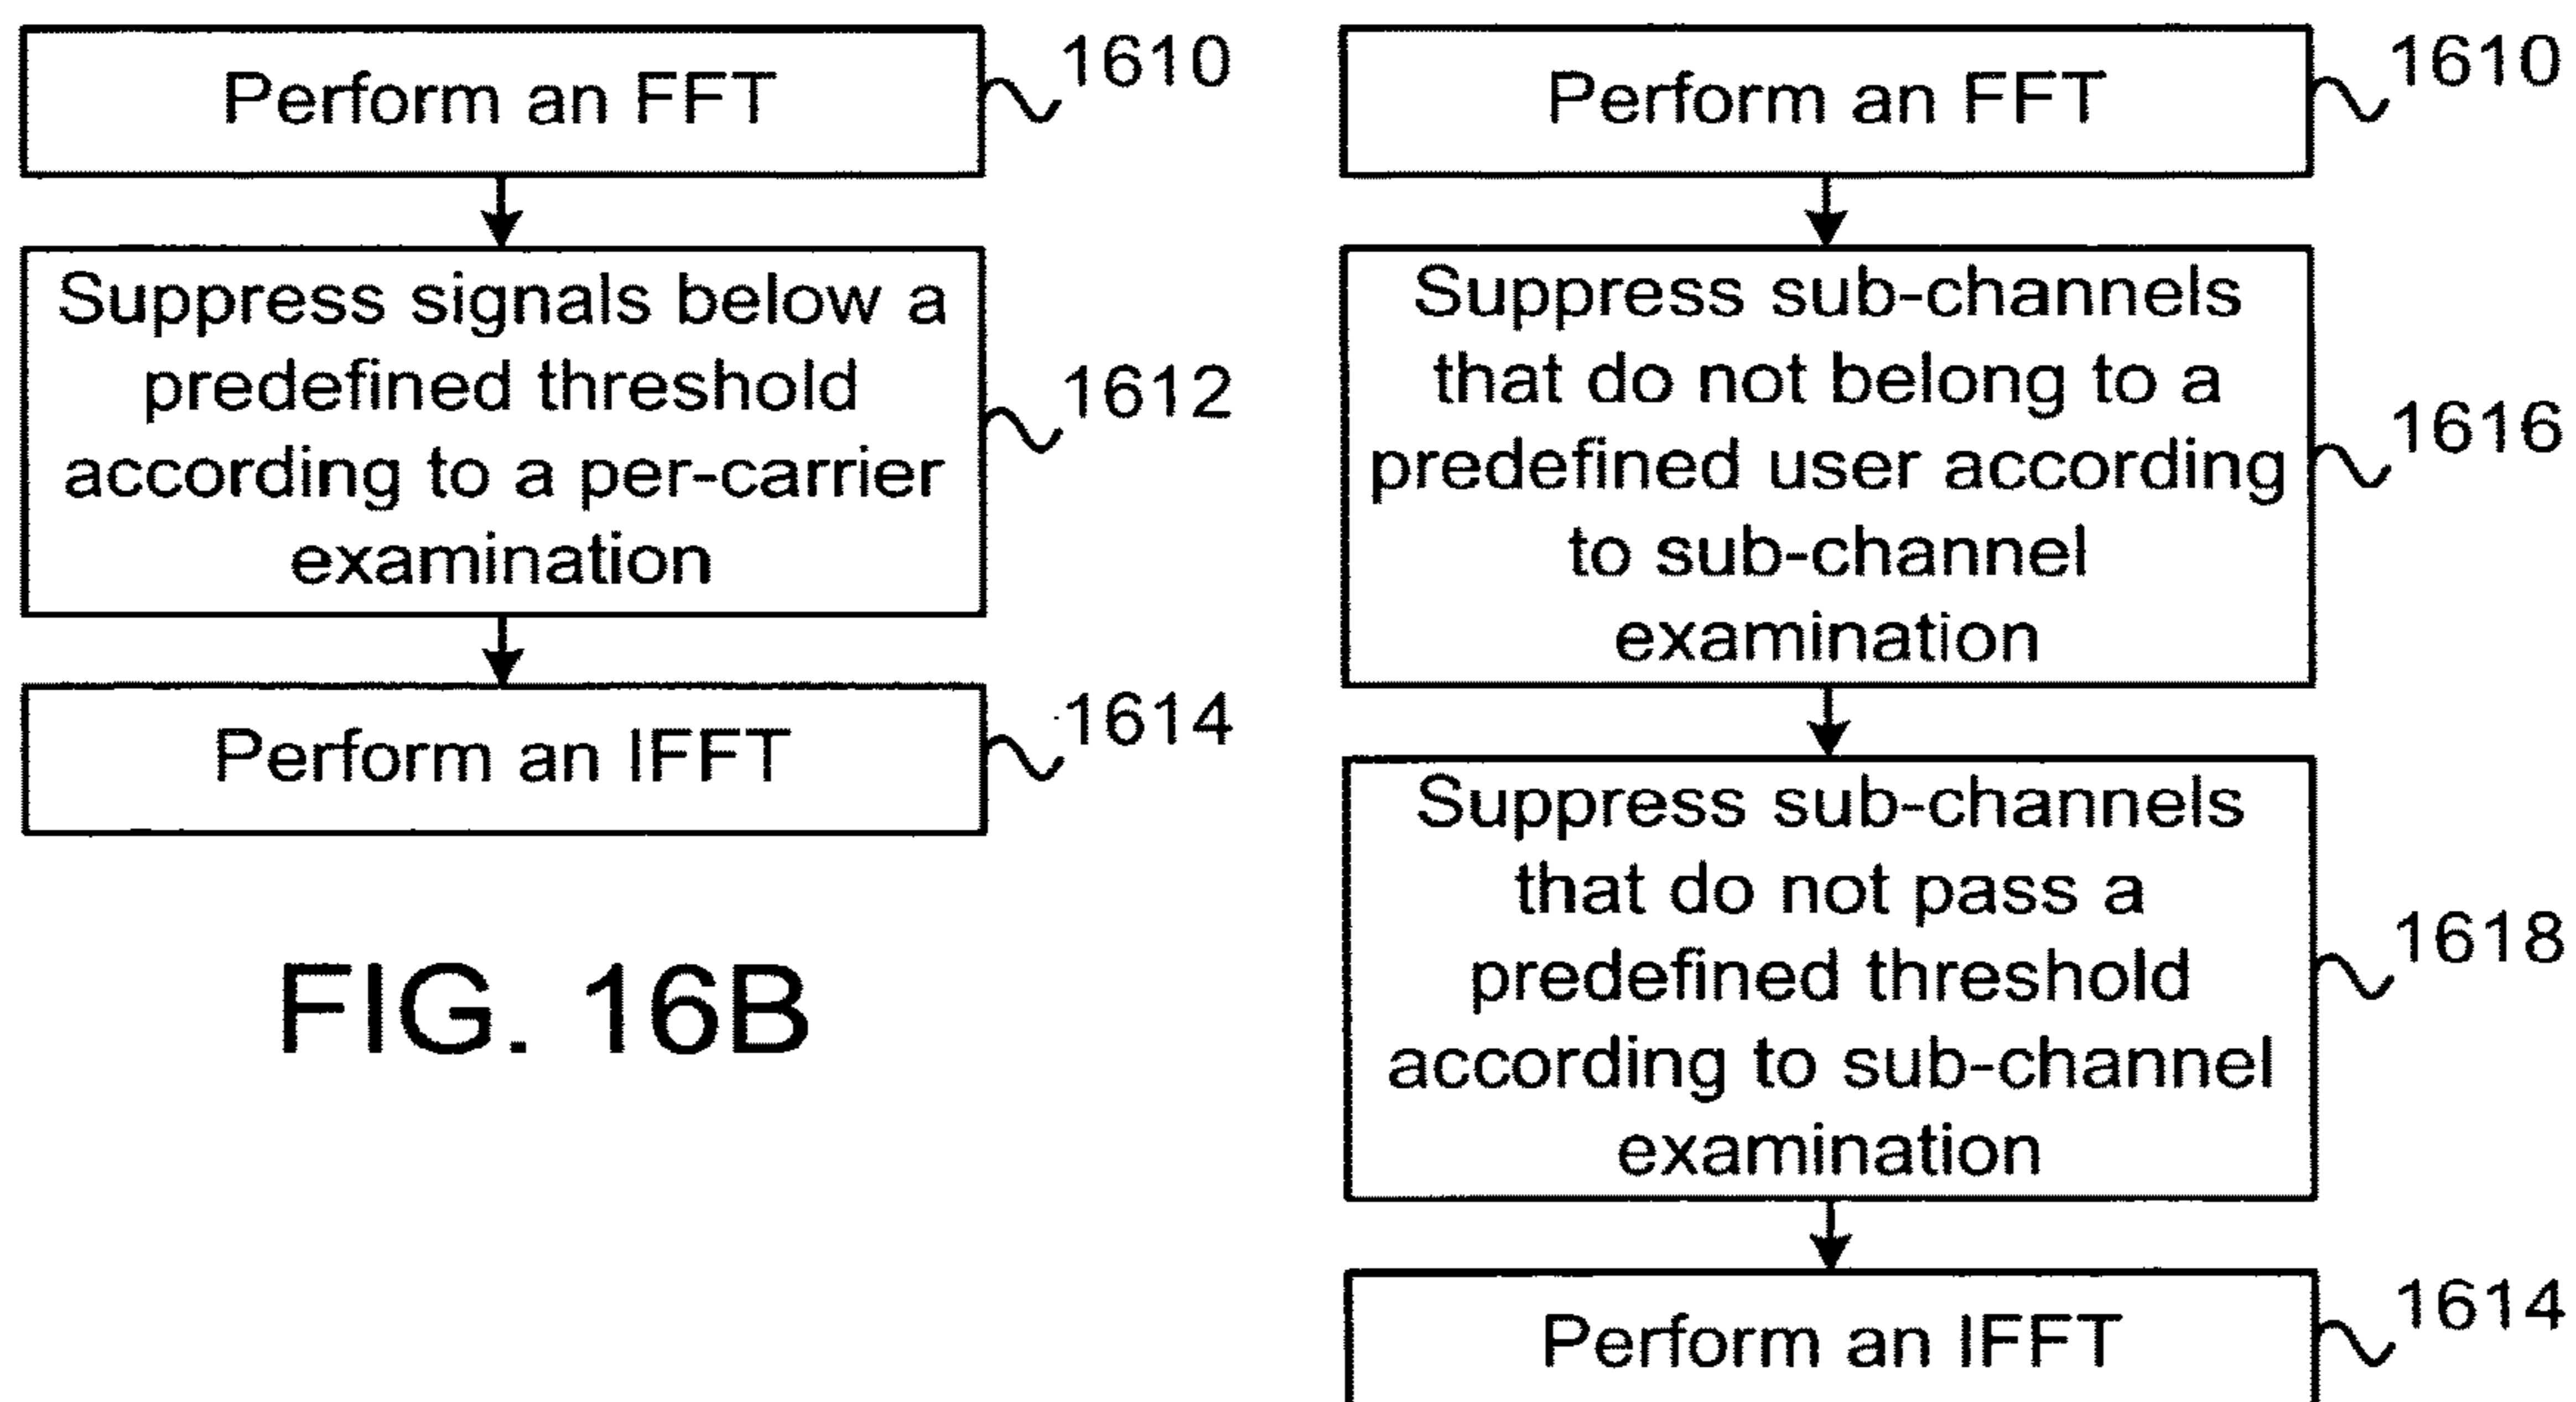 Perform an FFT
1610
Suppress signals below a
predefined threshold
according to a per-carrier
examination
1612
Perform an IFFT
1614
FIG. 16B
Perform an FFT
1610
Suppress sub-channels
that do not belong to a
predefined user according
to sub-channel
examination
1616
Suppress sub-channels
that do not pass a
predefined threshold
according to sub-channel
examination
1618
Perform an IFFT
1614